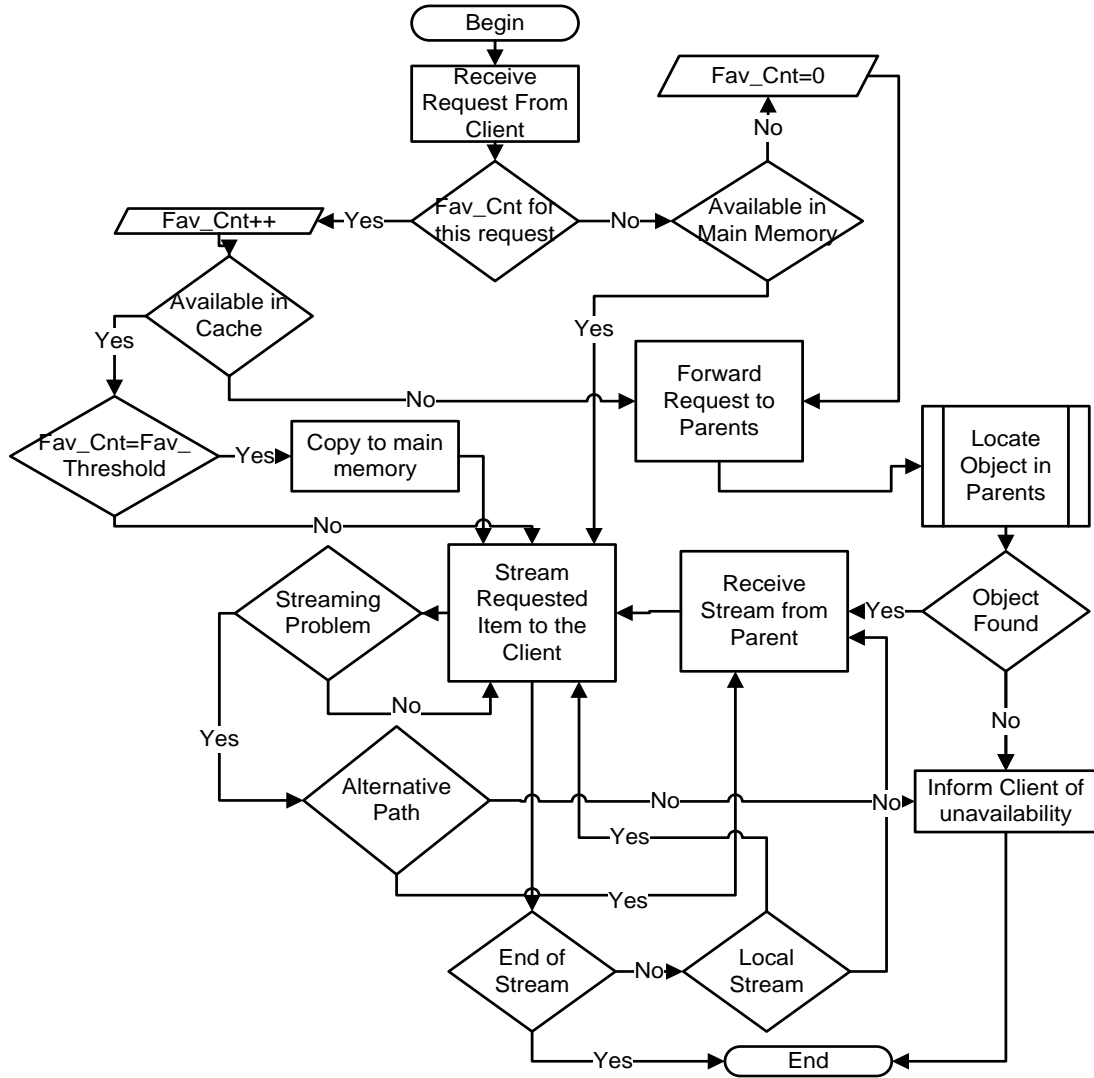 Begin
Receive
Request From
Client
Fav_Cnt=0
No
Fav_Cnt for
this request
Yes
No
Available in
Main Memory
Fav_Cnt++
Available in
Cache
Yes
Yes
No
Forward
Request to
Parents
Fav_Cnt=Fav_
Threshold
Yes
Copy to main
memory
Locate
Object in
Parents
No
Stream
Requested
Item to the
Client
Streaming
Problem
Receive
Stream from
Parent
Yes
Object
Found
No
No
Yes
Alternative
Path
No
No
Inform Client of
unavailability
Yes
Yes
End of
Stream
No
Local
Stream
Yes
End